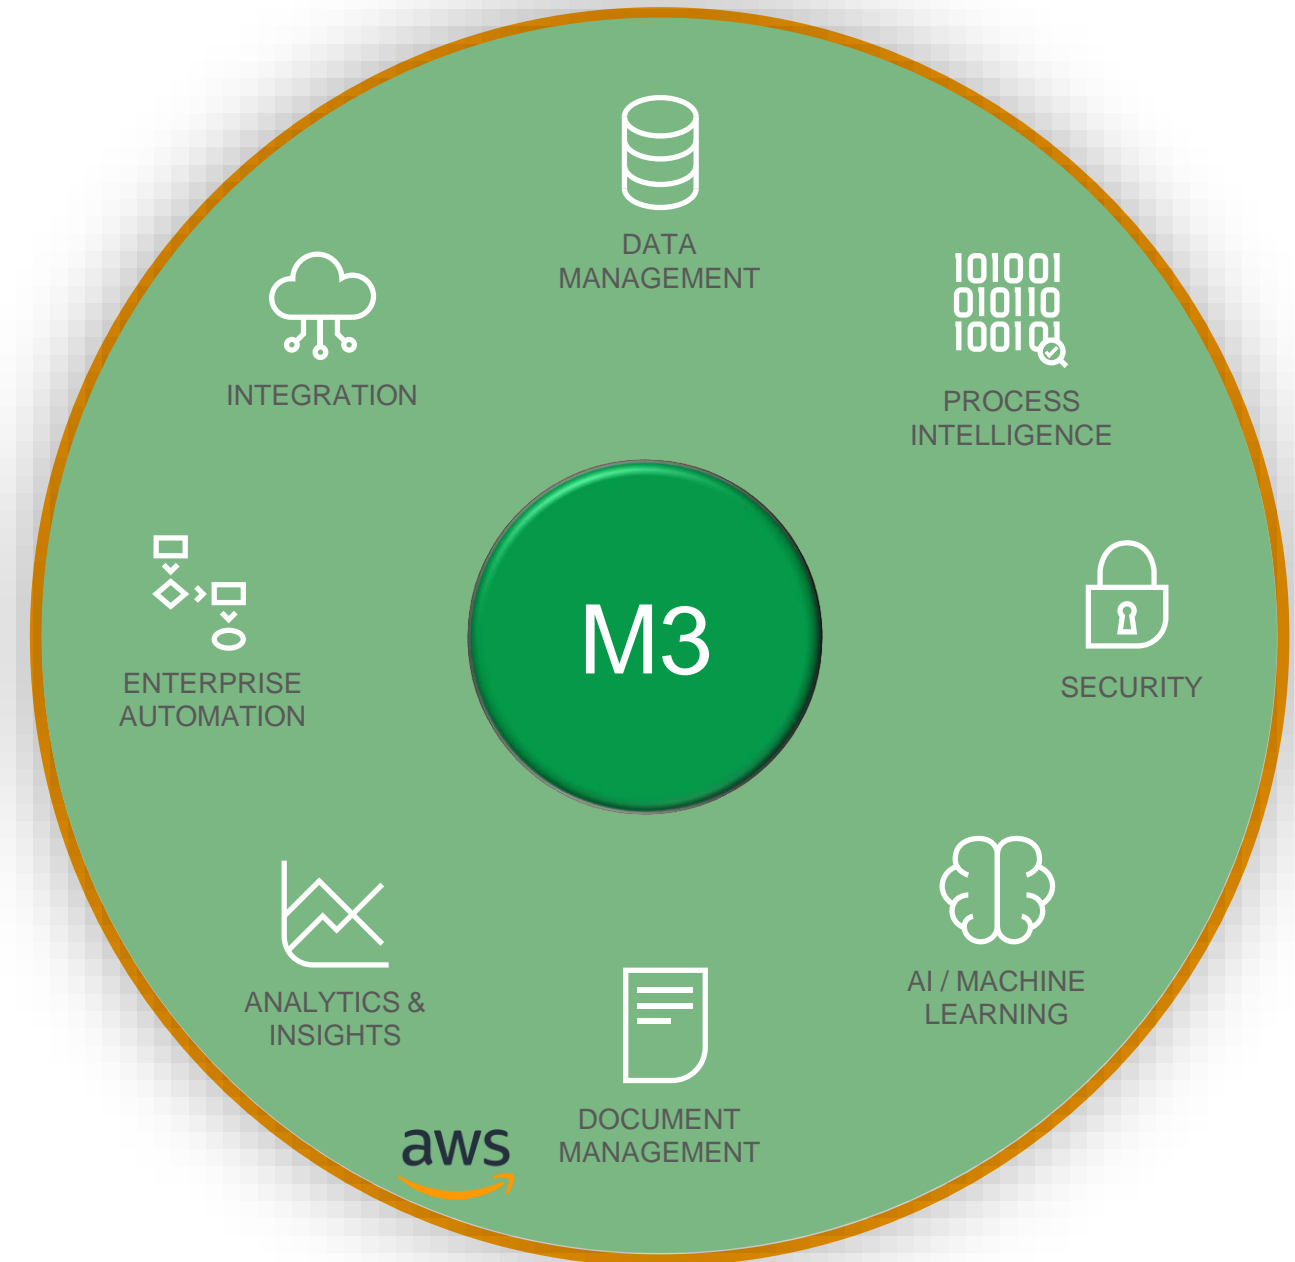 DATA
MANAGEMENT
101001
010110
100101
INTEGRATION
PROCESS
INTELLIGENCE
M3
ENTERPRISE
AUTOMATION
SECURITY
ANALYTICS &
INSIGHTS
AI / MACHINE
LEARNING
DOCUMENT
MANAGEMENT
aws